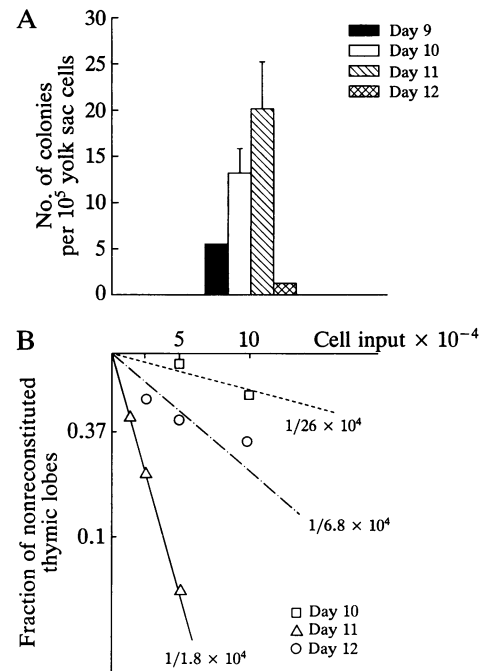 A
No. of colonies
per 10⁵ yolk sac cells
30
25
20
15
10
5
0
Day 9
Day 10
Day 11
Day 12
B
5
10
Cell input × 10⁻⁴
Fraction of nonreconstituted
thymic lobes
0.37
0.1
1/26 × 10⁴
1/6.8 × 10⁴
1/1.8 × 10⁴
Day 10
Day 11
Day 12